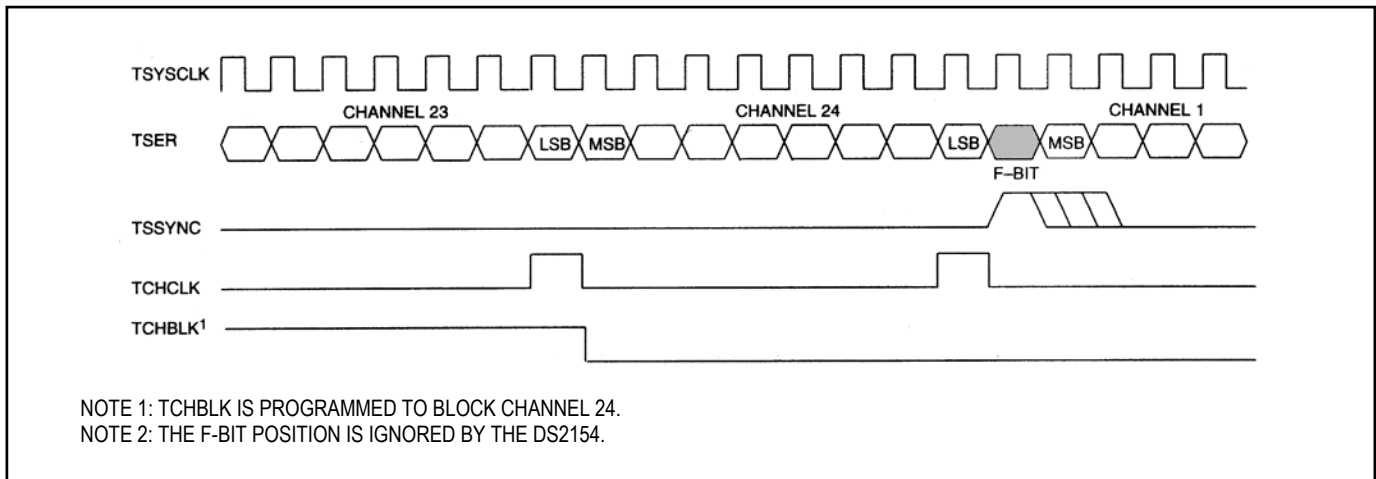 TSYSCLK
CHANNEL 23 CHANNEL 24 CHANNEL 1
TSER LSB MSB LSB MSB
F–BIT
TSSYNC
TCHCLK
TCHBLK1
NOTE 1: TCHBLK IS PROGRAMMED TO BLOCK CHANNEL 24.
NOTE 2: THE F-BIT POSITION IS IGNORED BY THE DS2154.